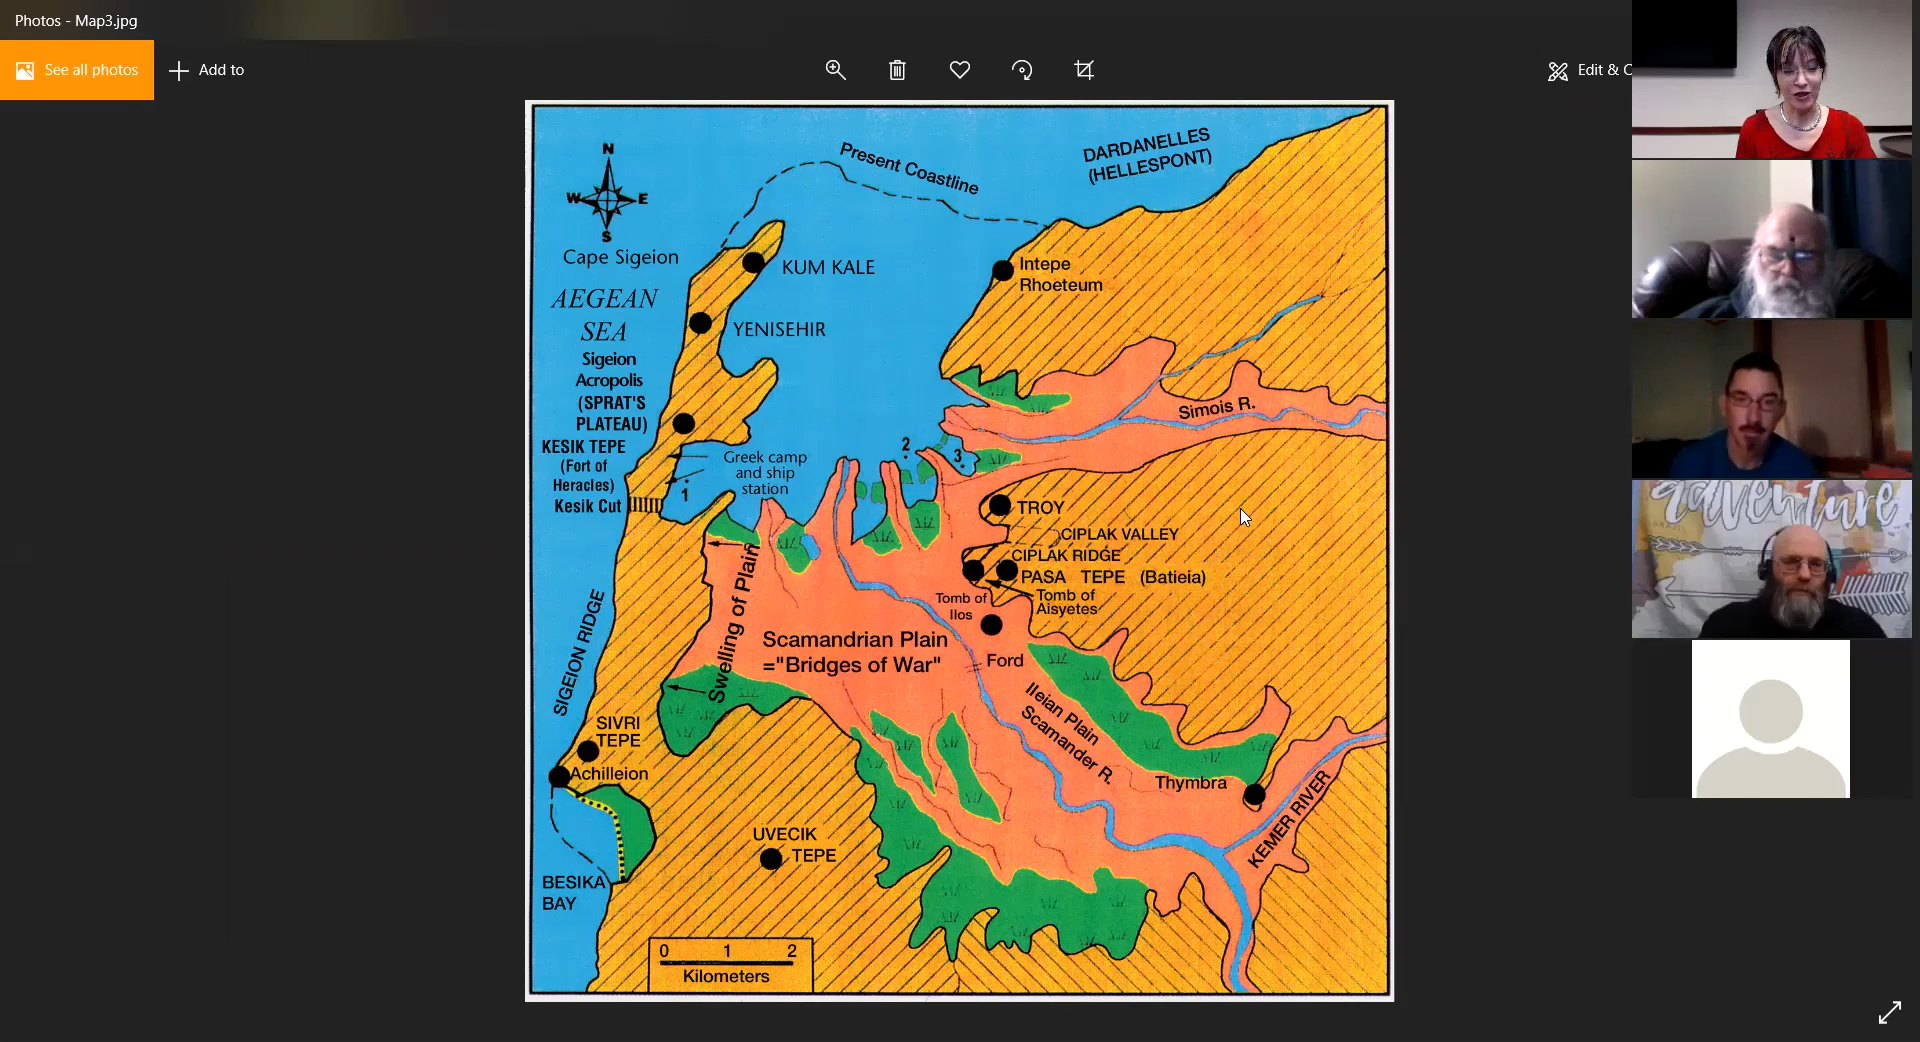 Photos - Map3.jpg
See all photos
Add to
Edit & C
N
W E
S
Present Coastline
DARDANELLES
(HELLESPONT)
Cape Sigeion
KUM KALE
Intepe
Rhoeteum
AEGEAN
SEA
YENISEHIR
Sigeion
Acropolis
(SPRAT'S
PLATEAU)
Simois R.
KESIK TEPE
(Fort of
Heracles)
Kesik Cut
Greek camp
and ship
station
1
2
3
TROY
CIPLAK VALLEY
CIPLAK RIDGE
PASA TEPE (Batieia)
Tomb of
Aisyetes
Tomb of
Ilos
Swelling of Plain
Scamandrian Plain
="Bridges of War"
Ford
SIGEION RIDGE
Ileian Plain
Scamander R.
SIVRI
TEPE
Achilleion
Thymbra
KEMER RIVER
UVECIK
TEPE
BESIKA
BAY
0 1 2
Kilometers
adventure